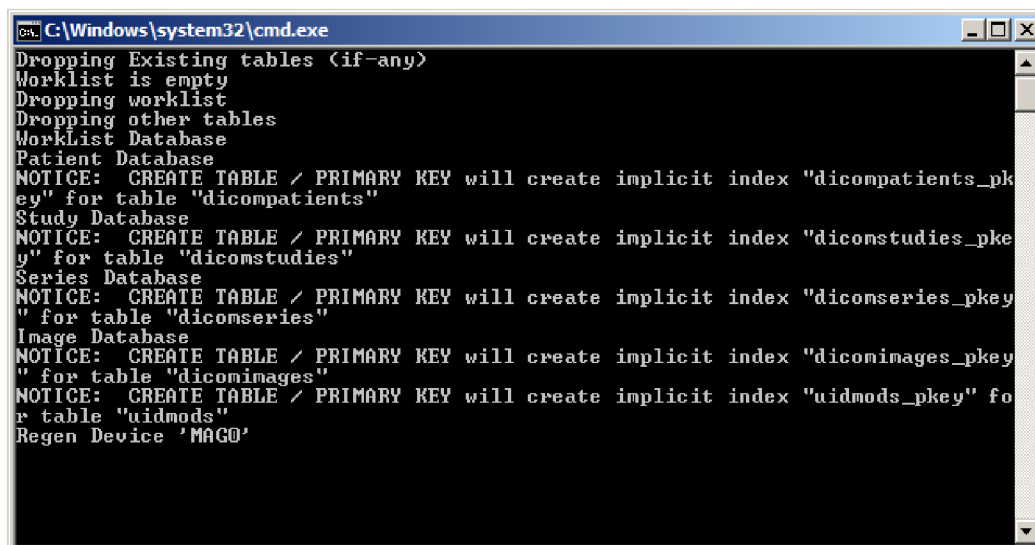 C:\Windows\system32\cmd.exe
Dropping Existing tables (if-any)
Worklist is empty
Dropping worklist
Dropping other tables
WorkList Database
Patient Database
NOTICE:  CREATE TABLE / PRIMARY KEY will create implicit index "dicompatients_pk
ey" for table "dicompatients"
Study Database
NOTICE:  CREATE TABLE / PRIMARY KEY will create implicit index "dicomstudies_pke
y" for table "dicomstudies"
Series Database
NOTICE:  CREATE TABLE / PRIMARY KEY will create implicit index "dicomseries_pkey
" for table "dicomseries"
Image Database
NOTICE:  CREATE TABLE / PRIMARY KEY will create implicit index "dicomimages_pkey
" for table "dicomimages"
NOTICE:  CREATE TABLE / PRIMARY KEY will create implicit index "uidmods_pkey" fo
r table "uidmods"
Regen Device 'MAG0'